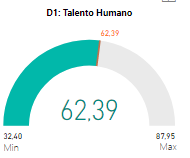 D1: Talento Humano
62.39
62,39
32,40
87,95
Min
Max